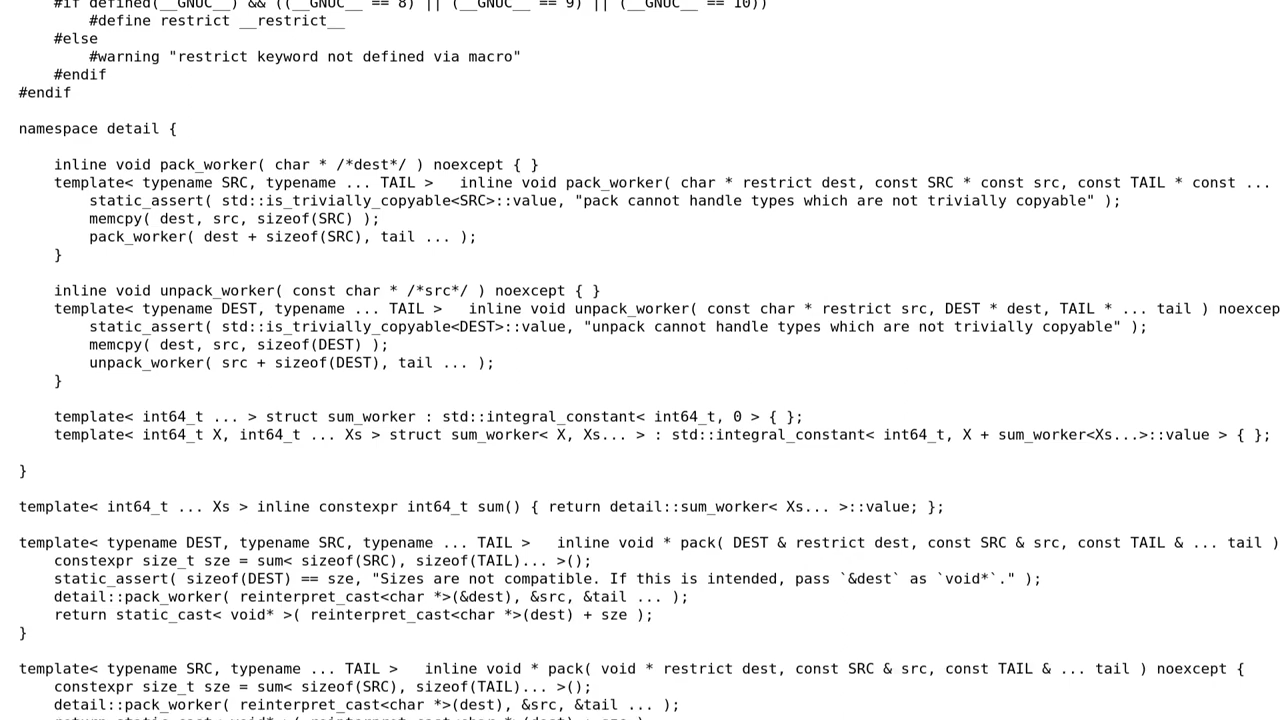 #if defined(__GNUC__) && ((__GNUC__ == 8) || (__GNUC__ == 9) || (__GNUC__ == 10))
#define restrict __restrict__
#else
#warning "restrict keyword not defined via macro"
#endif
#endif
namespace detail {
inline void pack_worker( char * /*dest*/ ) noexcept { }
template< typename SRC, typename ... TAIL >   inline void pack_worker( char * restrict dest, const SRC * const src, const TAIL * const ...
static_assert( std::is_trivially_copyable<SRC>::value, "pack cannot handle types which are not trivially copyable" );
memcpy( dest, src, sizeof(SRC) );
pack_worker( dest + sizeof(SRC), tail ... );
}
inline void unpack_worker( const char * /*src*/ ) noexcept { }
template< typename DEST, typename ... TAIL >   inline void unpack_worker( const char * restrict src, DEST * dest, TAIL * ... tail ) noexcep
static_assert( std::is_trivially_copyable<DEST>::value, "unpack cannot handle types which are not trivially copyable" );
memcpy( dest, src, sizeof(DEST) );
unpack_worker( src + sizeof(DEST), tail ... );
}
template< int64_t ... > struct sum_worker : std::integral_constant< int64_t, 0 > { };
template< int64_t X, int64_t ... Xs > struct sum_worker< X, Xs... > : std::integral_constant< int64_t, X + sum_worker<Xs...>::value > { };
}
template< int64_t ... Xs > inline constexpr int64_t sum() { return detail::sum_worker< Xs... >::value; };
template< typename DEST, typename SRC, typename ... TAIL >   inline void * pack( DEST & restrict dest, const SRC & src, const TAIL & ... tail )
constexpr size_t sze = sum< sizeof(SRC), sizeof(TAIL)... >();
static_assert( sizeof(DEST) == sze, "Sizes are not compatible. If this is intended, pass `&dest` as `void*`." );
detail::pack_worker( reinterpret_cast<char *>(&dest), &src, &tail ... );
return static_cast< void* >( reinterpret_cast<char *>(dest) + sze );
}
template< typename SRC, typename ... TAIL >   inline void * pack( void * restrict dest, const SRC & src, const TAIL & ... tail ) noexcept {
constexpr size_t sze = sum< sizeof(SRC), sizeof(TAIL)... >();
detail::pack_worker( reinterpret_cast<char *>(dest), &src, &tail ... );